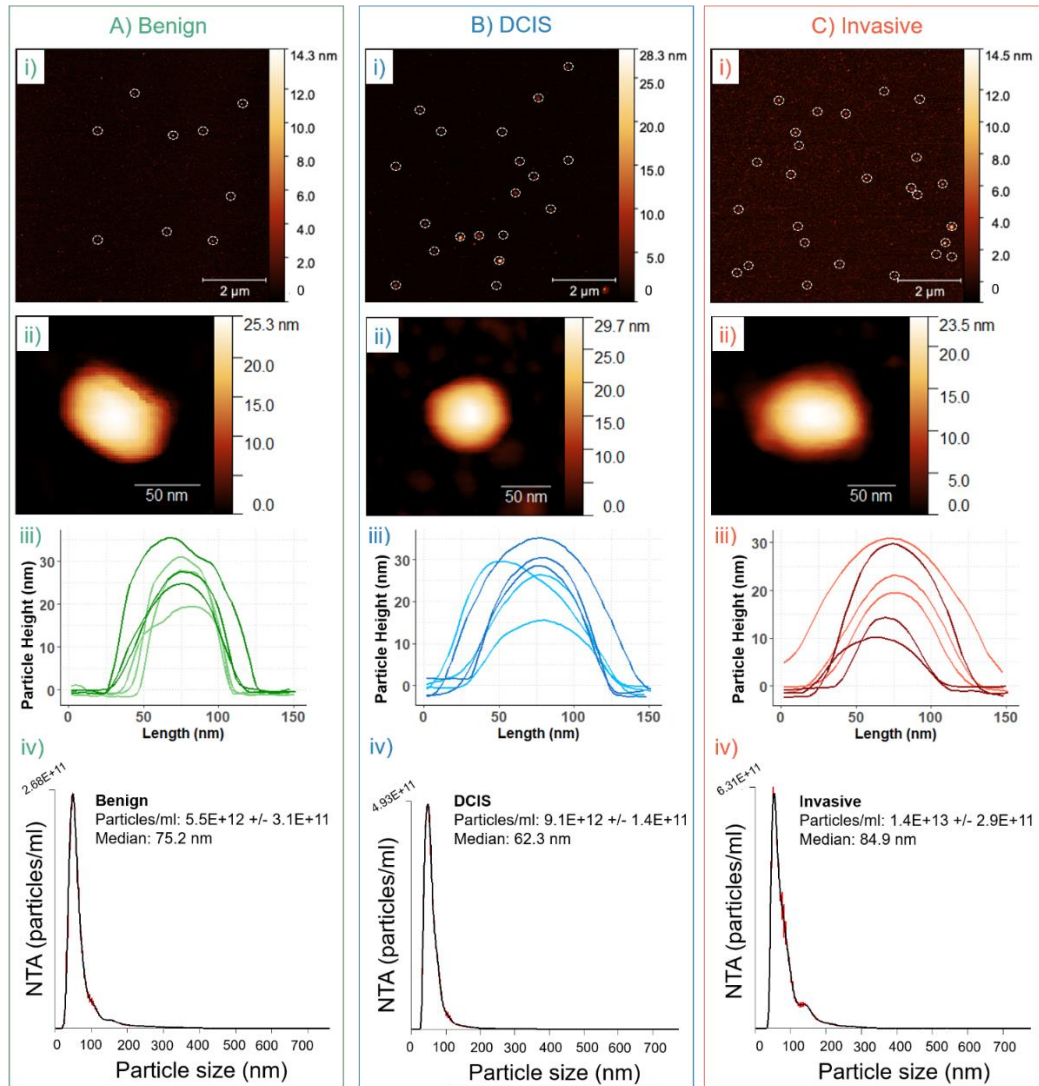 A) Benign
i)
14.3 nm
12.0
10.0
8.0
6.0
4.0
2.0
0
2 µm
ii)
25.3 nm
20.0
15.0
10.0
0.0
50 nm
iii)
Particle Height (nm)
30
20
10
0
0 50 100 150
Length (nm)
iv)
2.68E+11
Benign
Particles/ml: 5.5E+12 +/- 3.1E+11
Median: 75.2 nm
NTA (particles/ml)
0 100 200 300 400 500 600 700
Particle size (nm)
B) DCIS
i)
28.3 nm
25.0
20.0
15.0
10.0
5.0
0
2 µm
ii)
29.7 nm
25.0
20.0
15.0
10.0
0.0
50 nm
iii)
Particle Height (nm)
30
20
10
0
0 50 100 150
Length (nm)
iv)
4.93E+11
DCIS
Particles/ml: 9.1E+12 +/- 1.4E+11
Median: 62.3 nm
NTA (particles/ml)
0 100 200 300 400 500 600 700
Particle size (nm)
C) Invasive
i)
14.5 nm
12.0
10.0
8.0
6.0
4.0
2.0
0
2 µm
ii)
23.5 nm
20.0
15.0
10.0
5.0
0.0
50 nm
iii)
Particle Height (nm)
30
20
10
0
0 50 100 150
Length (nm)
iv)
6.31E+11
Invasive
Particles/ml: 1.4E+13 +/- 2.9E+11
Median: 84.9 nm
NTA (particles/ml)
0 100 200 300 400 500 600 700
Particle size (nm)